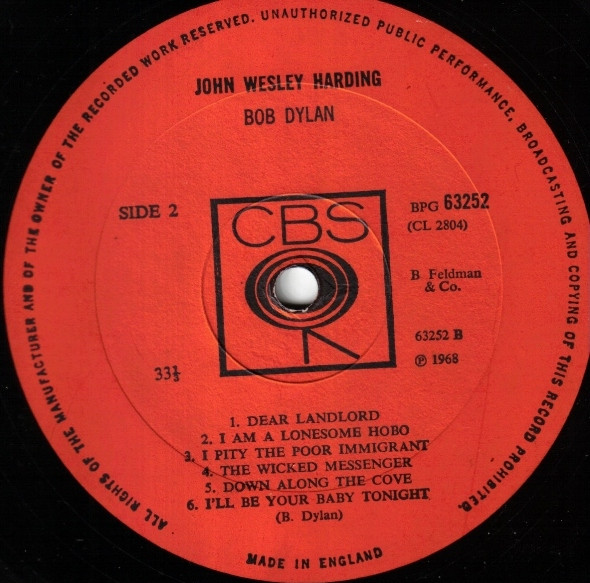 ALL RIGHTS OF THE MANUFACTURER AND OF THE OWNER OF THE RECORDED WORK RESERVED. UNAUTHORIZED PUBLIC PERFORMANCE, BROADCASTING AND COPYING OF THIS RECORD PROHIBITED.
JOHN WESLEY HARDING
BOB DYLAN
SIDE 2
CBS
BPG 63252
(CL 2804)
B Feldman
& Co.
63252 B
℗ 1968
33⅓
1. DEAR LANDLORD
2. I AM A LONESOME HOBO
3. I PITY THE POOR IMMIGRANT
4. THE WICKED MESSENGER
5. DOWN ALONG THE COVE
6. I'LL BE YOUR BABY TONIGHT
(B. Dylan)
MADE IN ENGLAND